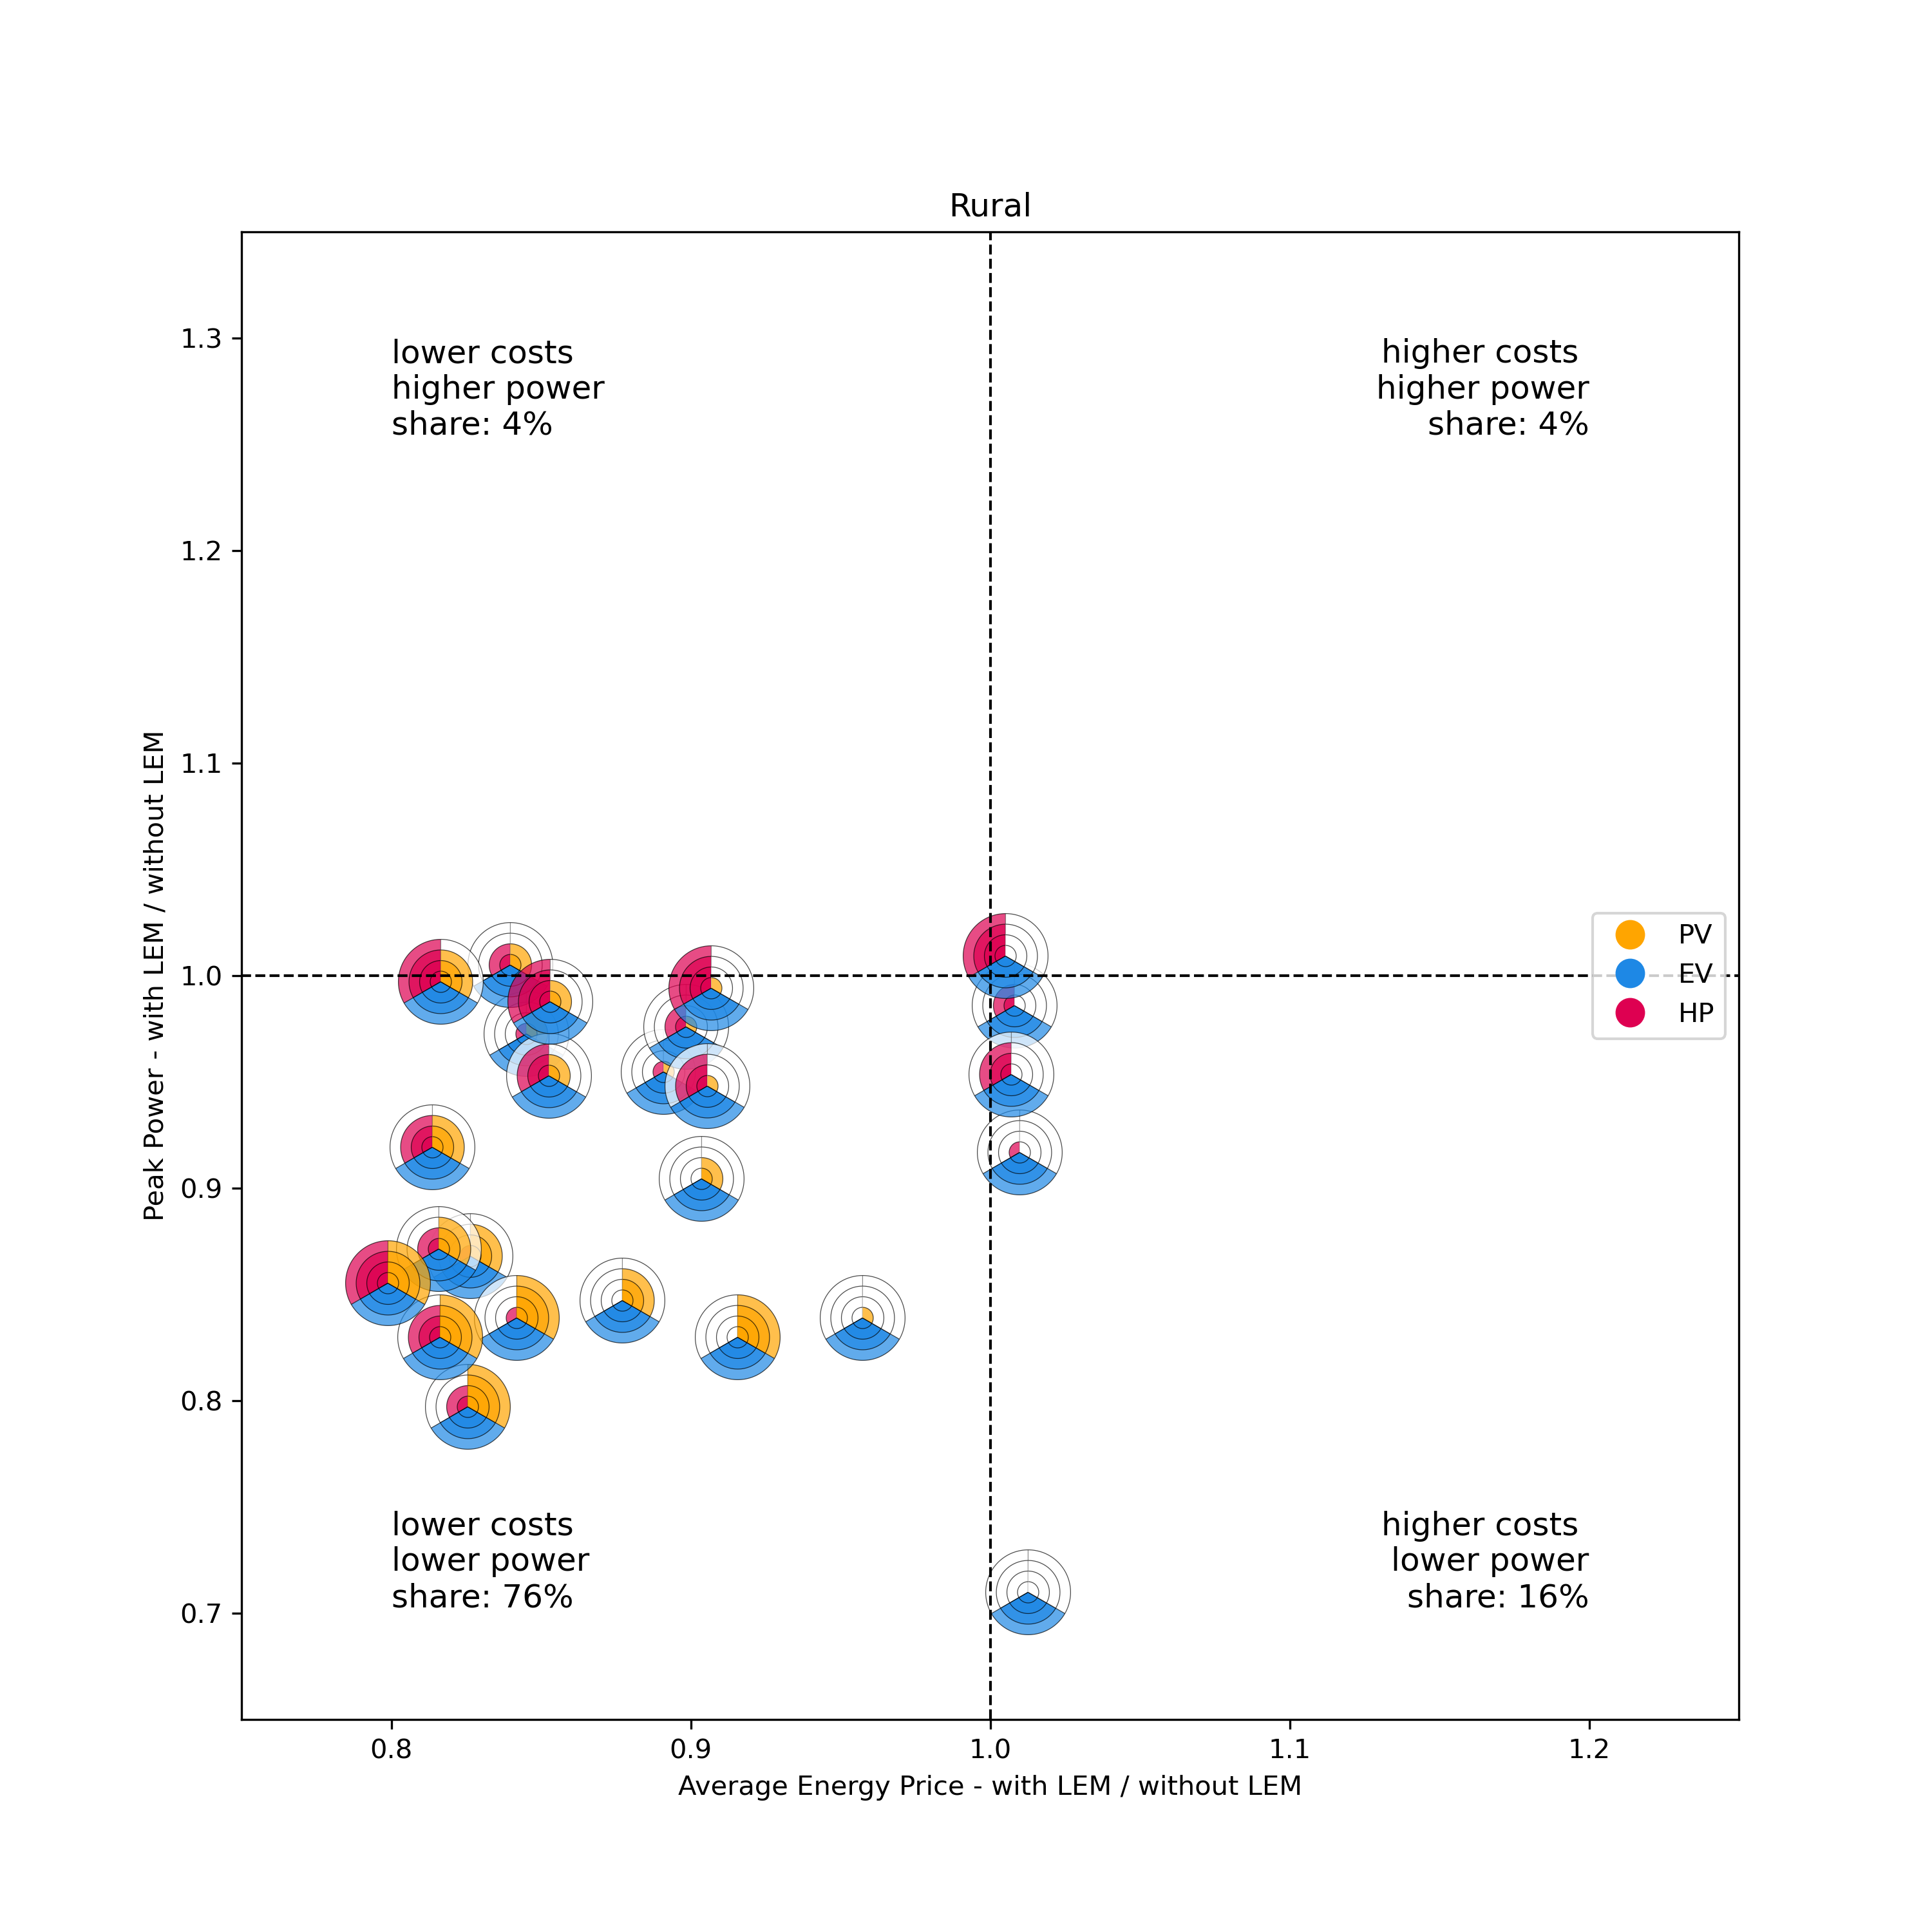 Rural
lower costs
higher power
share: 4%
higher costs
higher power
share: 4%
lower costs
lower power
share: 76%
higher costs
lower power
share: 16%
PV
EV
HP
1.3
1.2
1.1
1.0
0.9
0.8
0.7
Peak Power - with LEM / without LEM
0.8
0.9
1.0
1.1
1.2
Average Energy Price - with LEM / without LEM